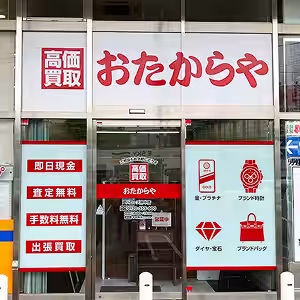 高価
買取
おたからや
高価
買取
おたからや
営業中
即日現金
査定無料
手数料無料
出張買取
金・プラチナ
ブランド時計
ダイヤ・宝石
ブランドバッグ